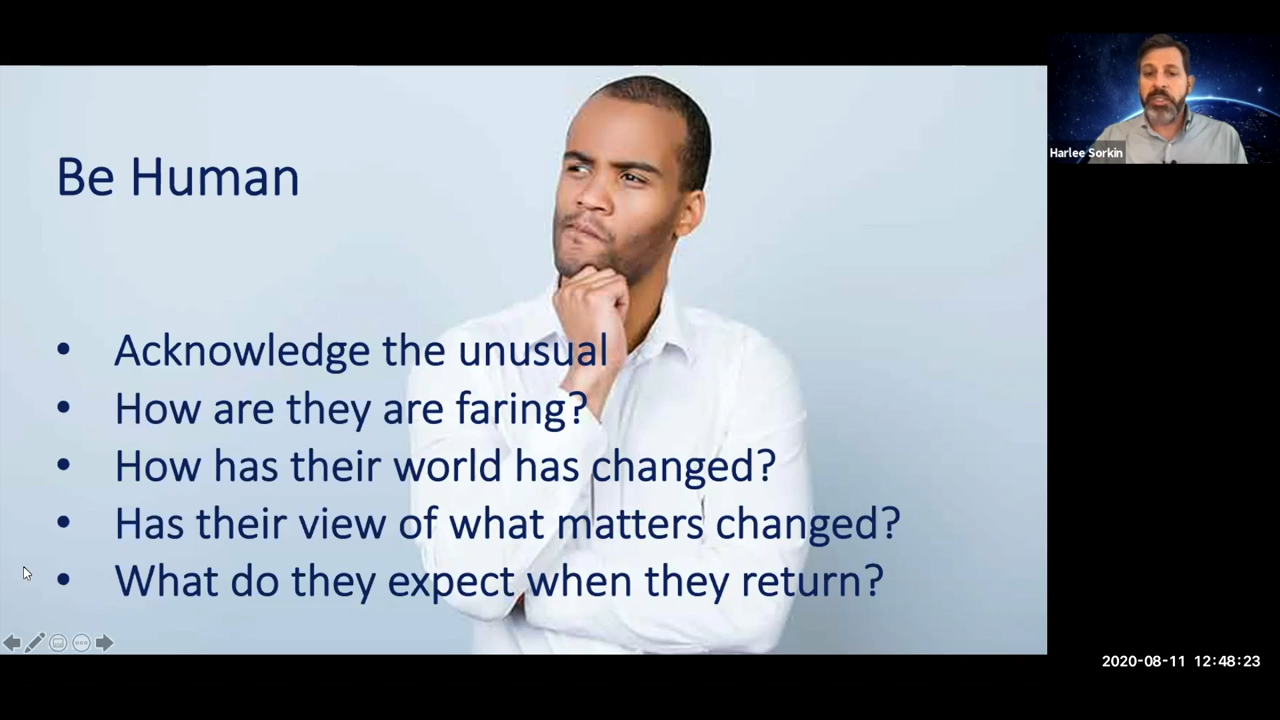 Be Human
• Acknowledge the unusual
• How are they are faring?
• How has their world has changed?
• Has their view of what matters changed?
• What do they expect when they return?
Harlee Sorkin
2020-08-11 12:48:23